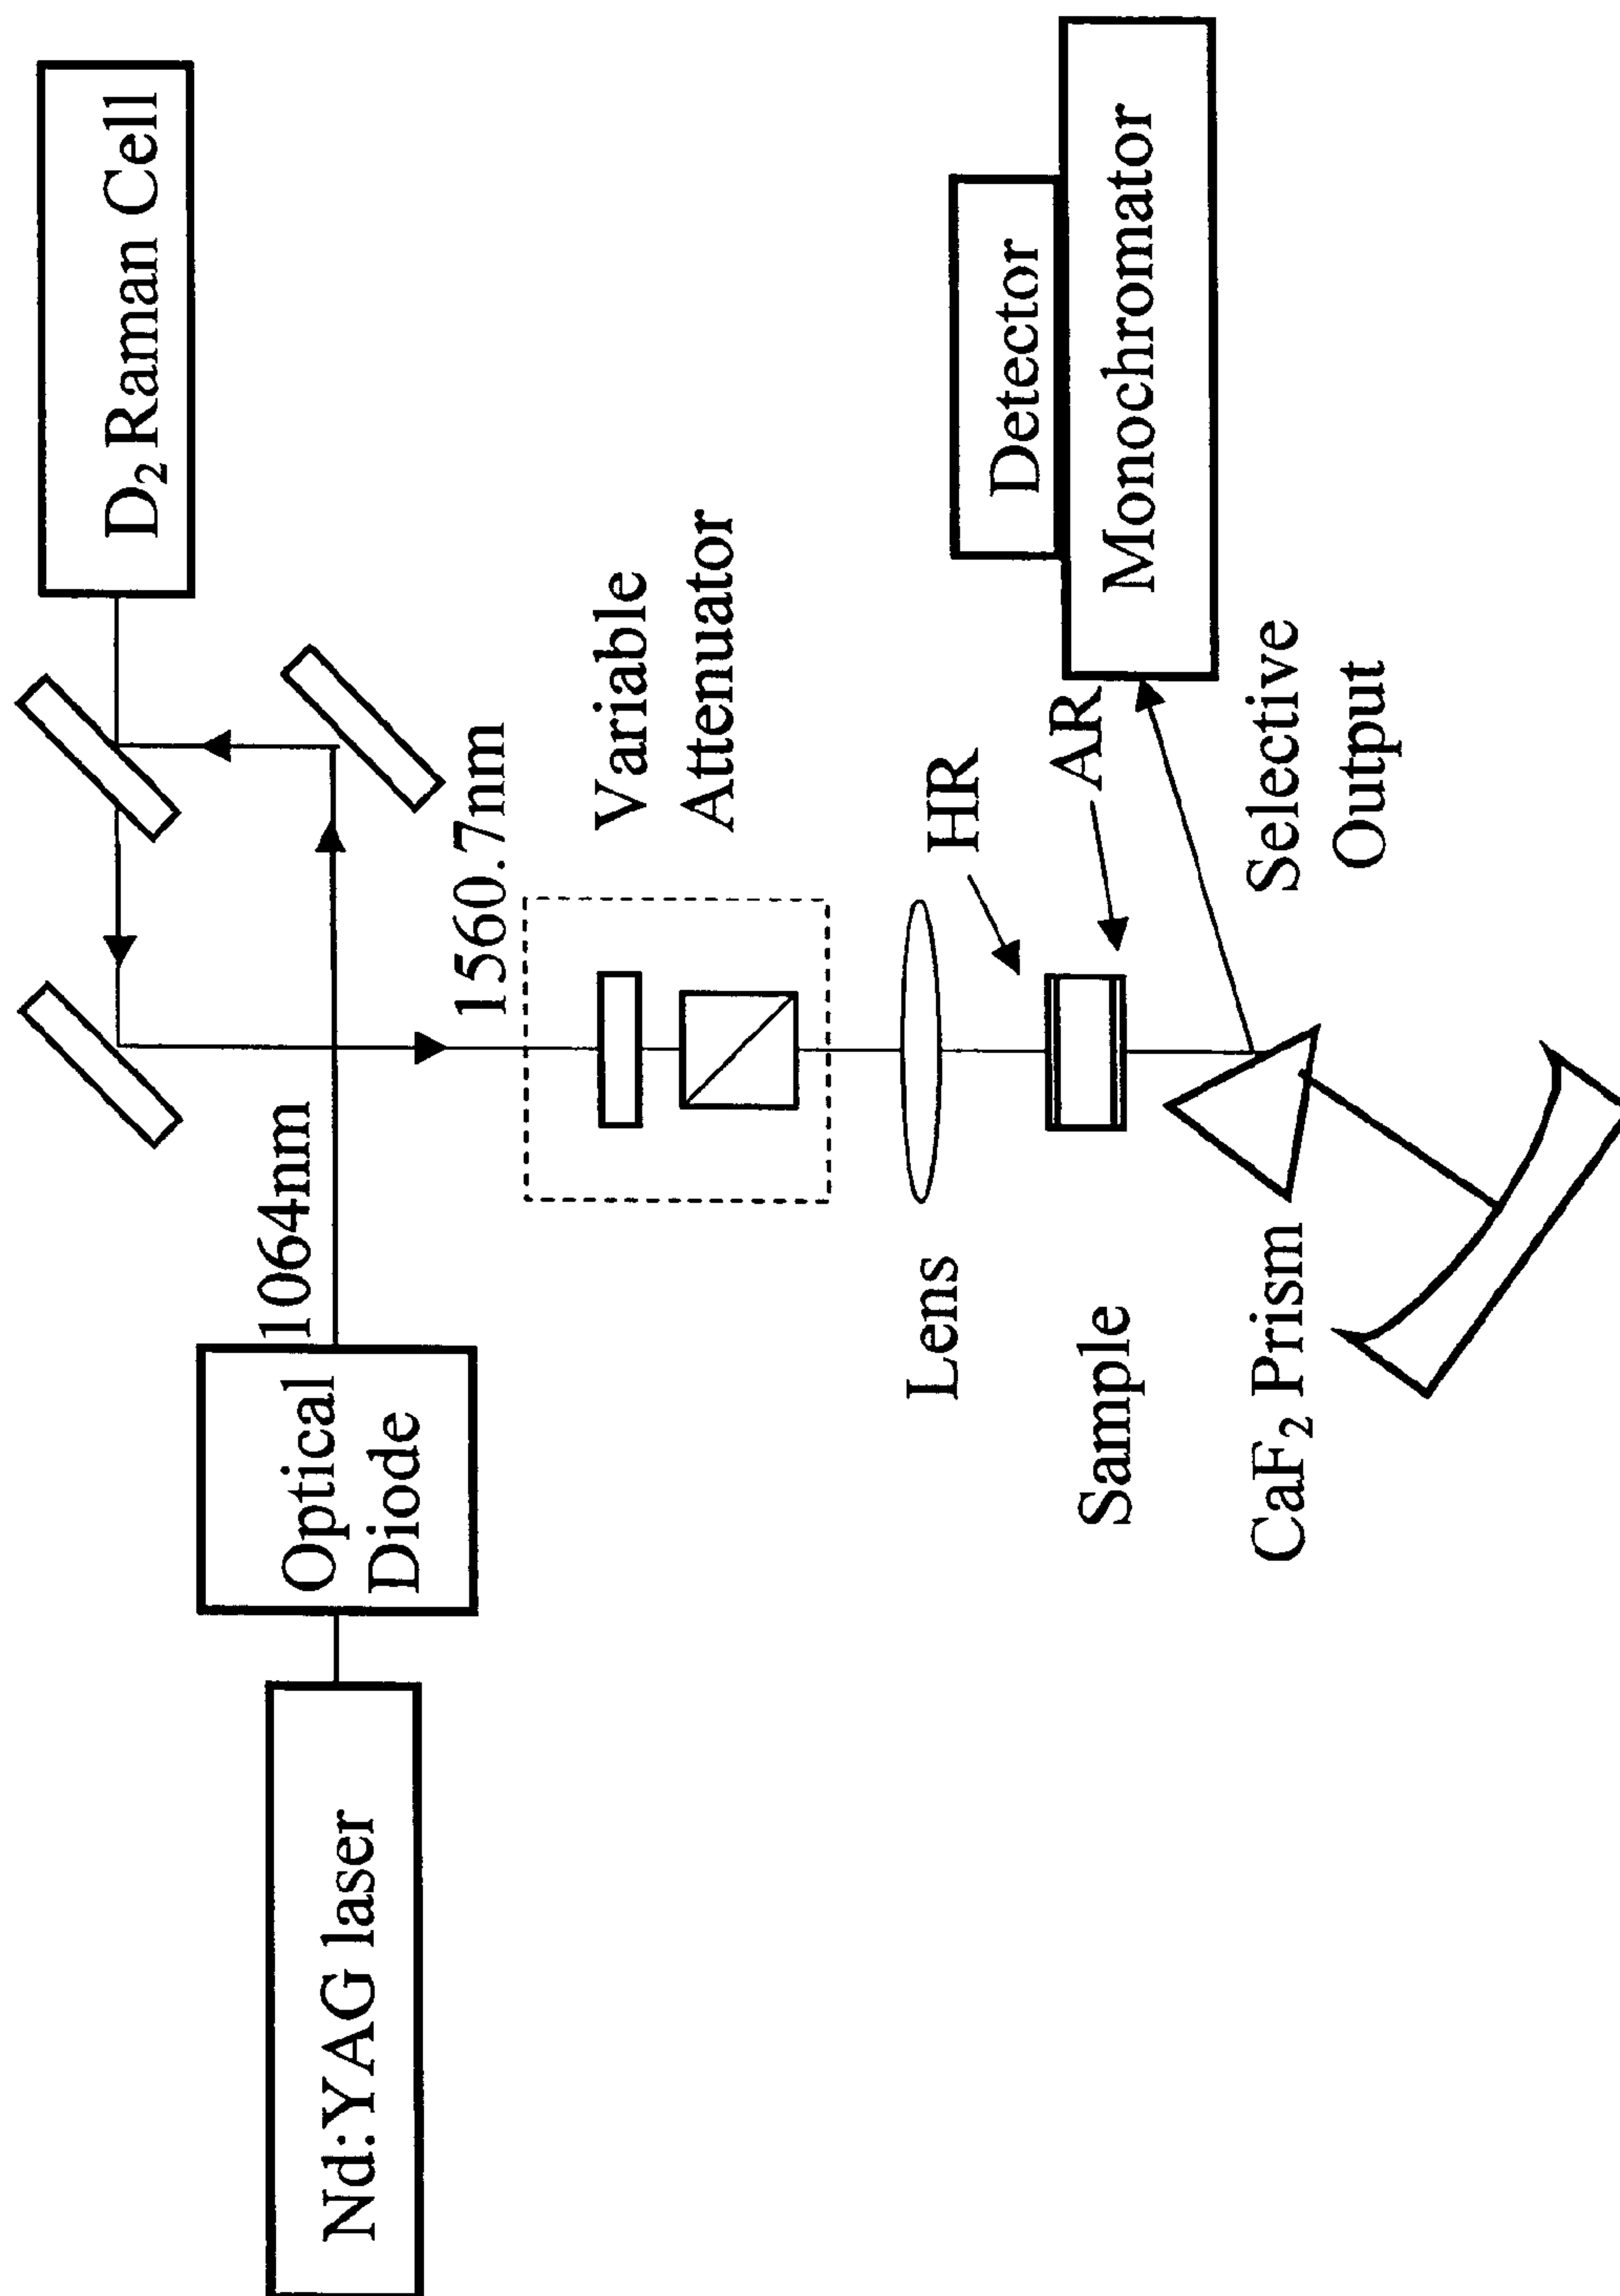 Nd:YAG laser
Optical
Diode
1064nm
D₂ Raman Cell
1560.7nm
Variable
Attenuator
Lens
HR
Sample
AR
Detector
Monochromator
CaF₂ Prism
Selective
Output